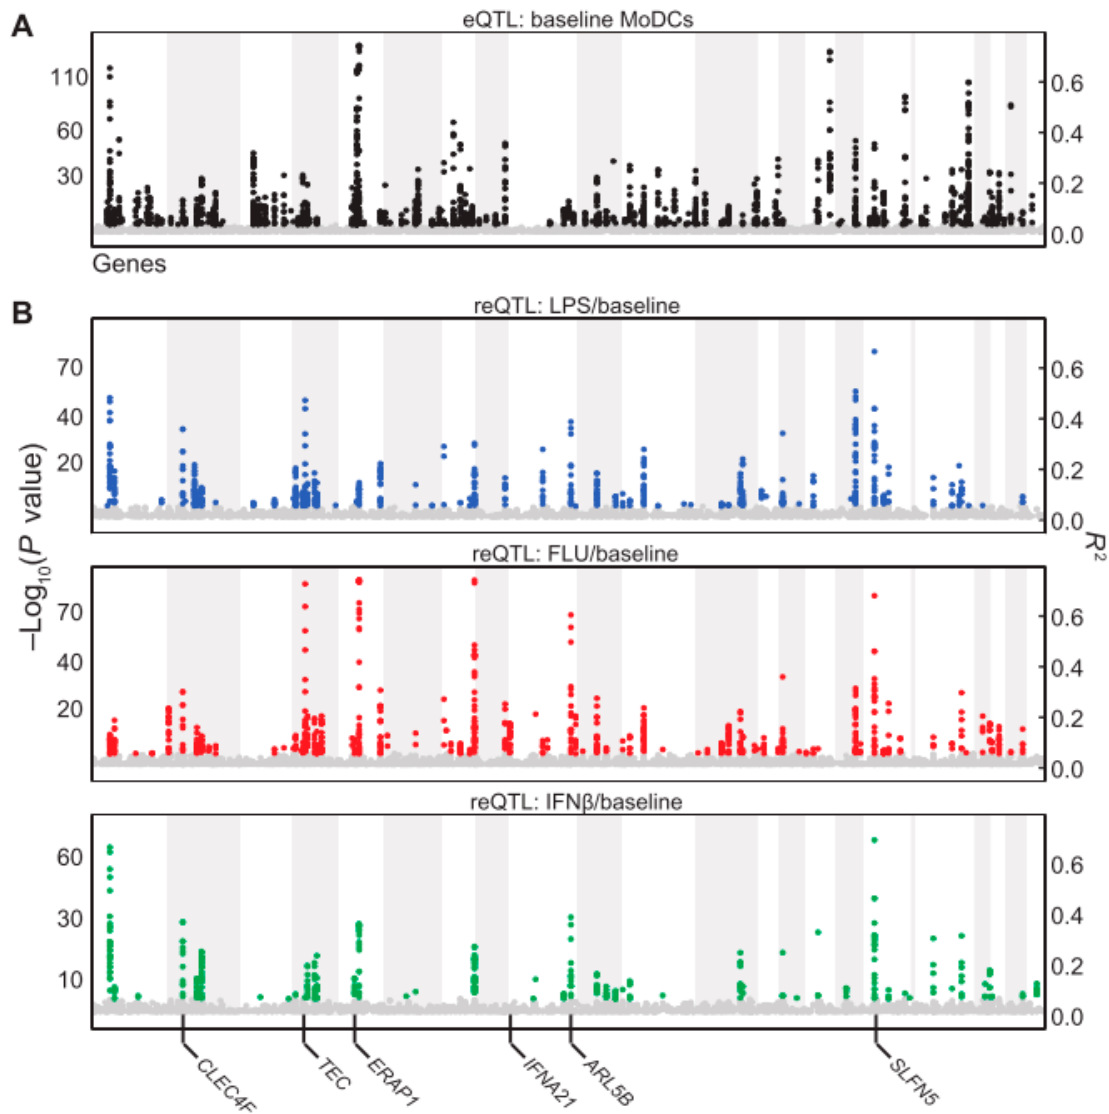 A
eQTL: baseline MoDCs
110
60
30
0.6
0.4
0.2
0.0
Genes
B
reQTL: LPS/baseline
70
40
20
0.6
0.4
0.2
0.0
–Log10(P value)
R2
reQTL: FLU/baseline
70
40
20
0.6
0.4
0.2
0.0
reQTL: IFNβ/baseline
60
30
10
0.6
0.4
0.2
0.0
CLEC4F
TEC
ERAP1
IFNA21
ARL5B
SLFN5